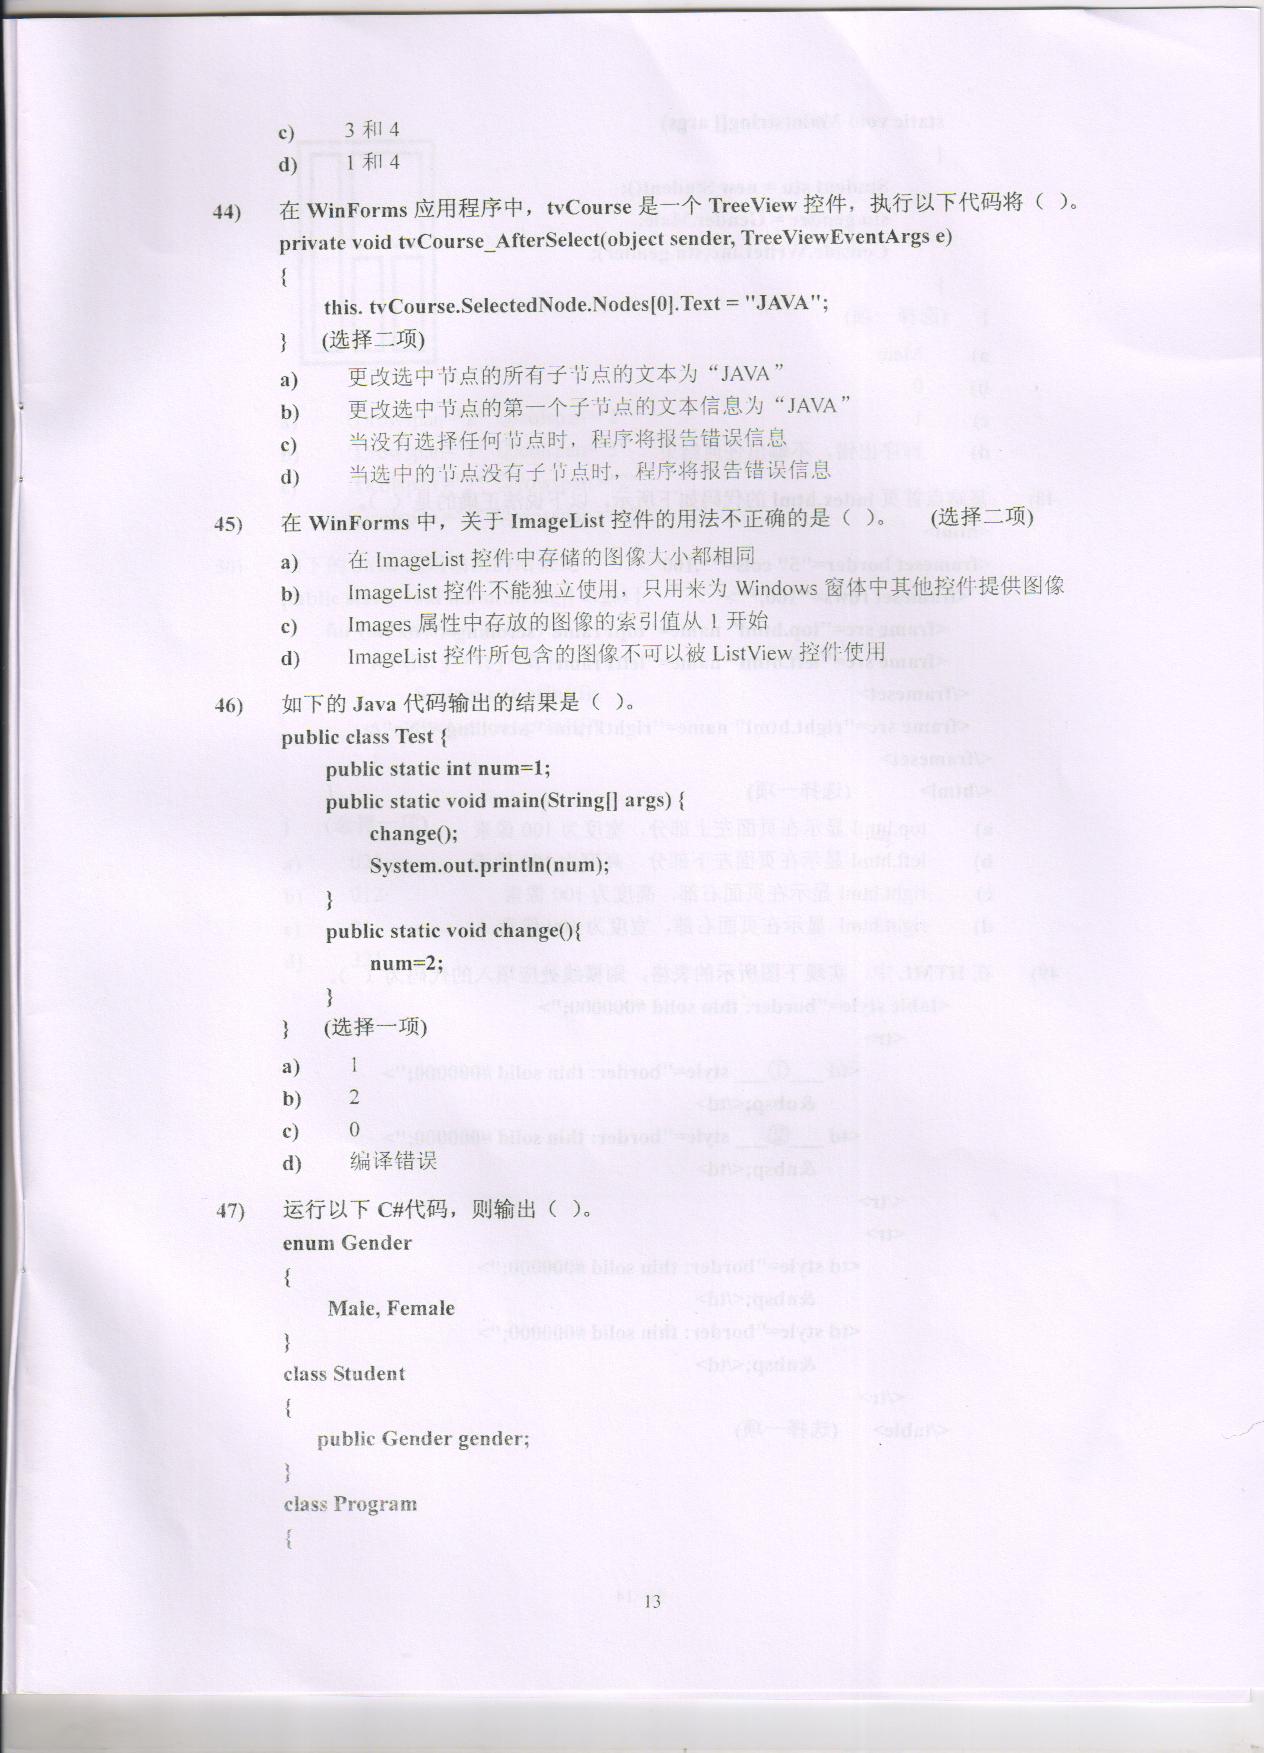 c) 3 和 4
d) 1 和 4
44) 在 WinForms 应用程序中，tvCourse 是一个 TreeView 控件，执行以下代码将（ ）。
private void tvCourse_AfterSelect(object sender, TreeViewEventArgs e)
{
this. tvCourse.SelectedNode.Nodes[0].Text = "JAVA";
} (选择二项)
a) 更改选中节点的所有子节点的文本为“JAVA”
b) 更改选中节点的第一个子节点的文本信息为“JAVA”
c) 当没有选择任何节点时，程序将报告错误信息
d) 当选中的节点没有子节点时，程序将报告错误信息
45) 在 WinForms 中，关于 ImageList 控件的用法不正确的是（ ）。 (选择二项)
a) 在 ImageList 控件中存储的图像大小都相同
b) ImageList 控件不能独立使用，只用来为 Windows 窗体中其他控件提供图像
c) Images 属性中存放的图像的索引值从 1 开始
d) ImageList 控件所包含的图像不可以被 ListView 控件使用
46) 如下的 Java 代码输出的结果是（ ）。
public class Test {
public static int num=1;
public static void main(String[] args) {
change();
System.out.println(num);
}
public static void change(){
num=2;
}
} (选择一项)
a) 1
b) 2
c) 0
d) 编译错误
47) 运行以下 C#代码，则输出（ ）。
enum Gender
{
Male, Female
}
class Student
{
public Gender gender;
}
class Program
{
13